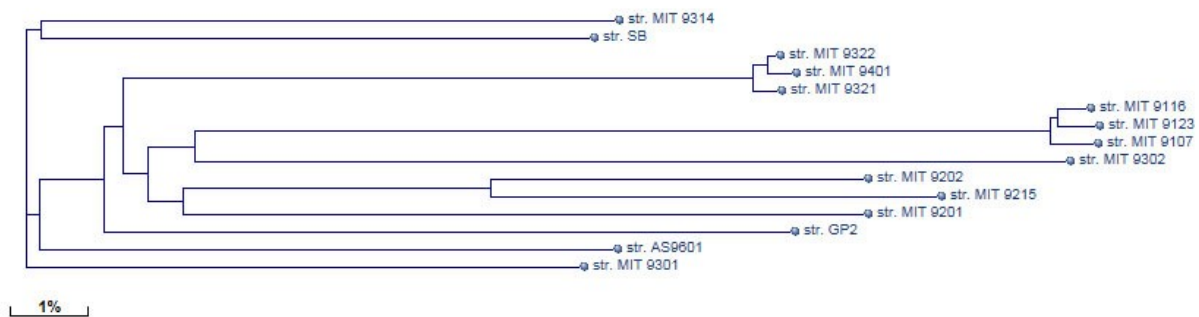 str. MIT 9314
str. SB
str. MIT 9322
str. MIT 9401
str. MIT 9321
str. MIT 9116
str. MIT 9123
str. MIT 9107
str. MIT 9302
str. MIT 9202
str. MIT 9215
str. MIT 9201
str. GP2
str. AS9601
str. MIT 9301
1%